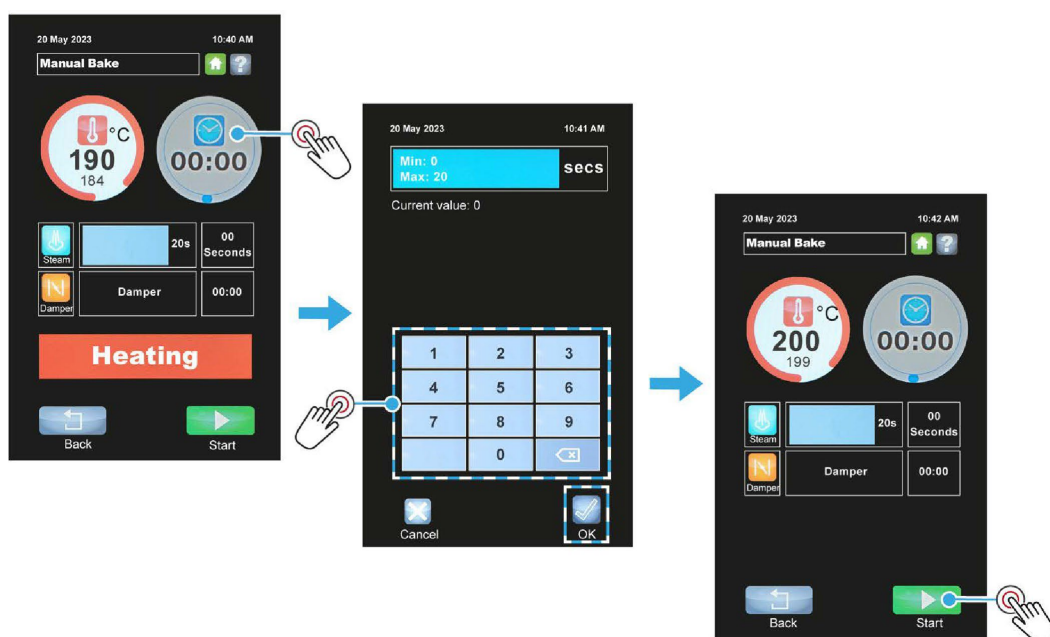 20 May 2023 10:40 AM
Manual Bake ?
°C
190
184
00:00
Steam 20s 00 Seconds
Damper Damper 00:00
Heating
Back Start
20 May 2023 10:41 AM
Min: 0
Max: 20
secs
Current value: 0
1 2 3
4 5 6
7 8 9
0
Cancel OK
20 May 2023 10:42 AM
Manual Bake ?
°C
200
199
00:00
Steam 20s 00 Seconds
Damper Damper 00:00
Back Start